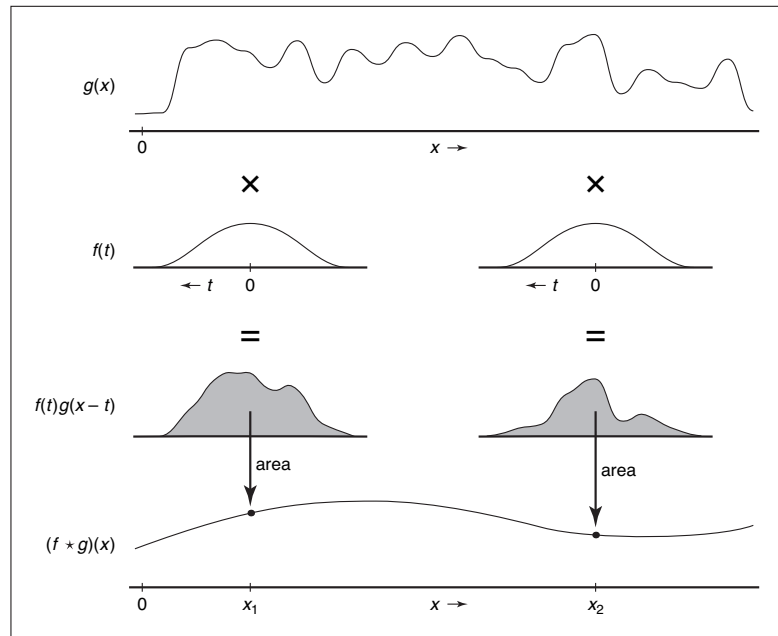 g(x)
0
x →
× ×
f(t)
← t 0 ← t 0
= =
f(t)g(x – t)
area
area
(f ⋆ g)(x)
0 x₁ x → x₂